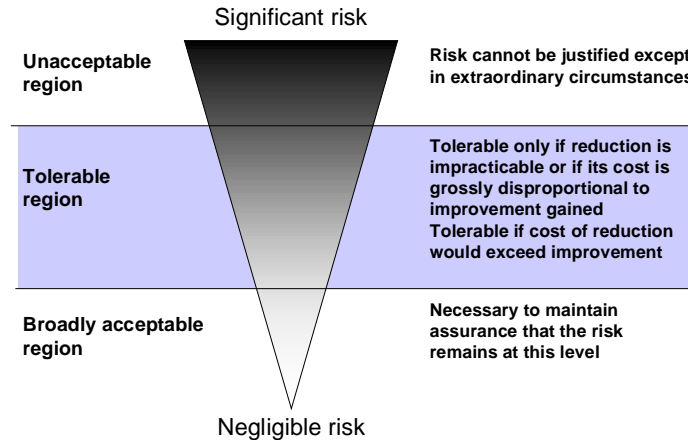 Significant risk
Unacceptable
region
Risk cannot be justified except
in extraordinary circumstances
Tolerable
region
Tolerable only if reduction is
impracticable or if its cost is
grossly disproportional to
improvement gained
Tolerable if cost of reduction
would exceed improvement
Broadly acceptable
region
Necessary to maintain
assurance that the risk
remains at this level
Negligible risk